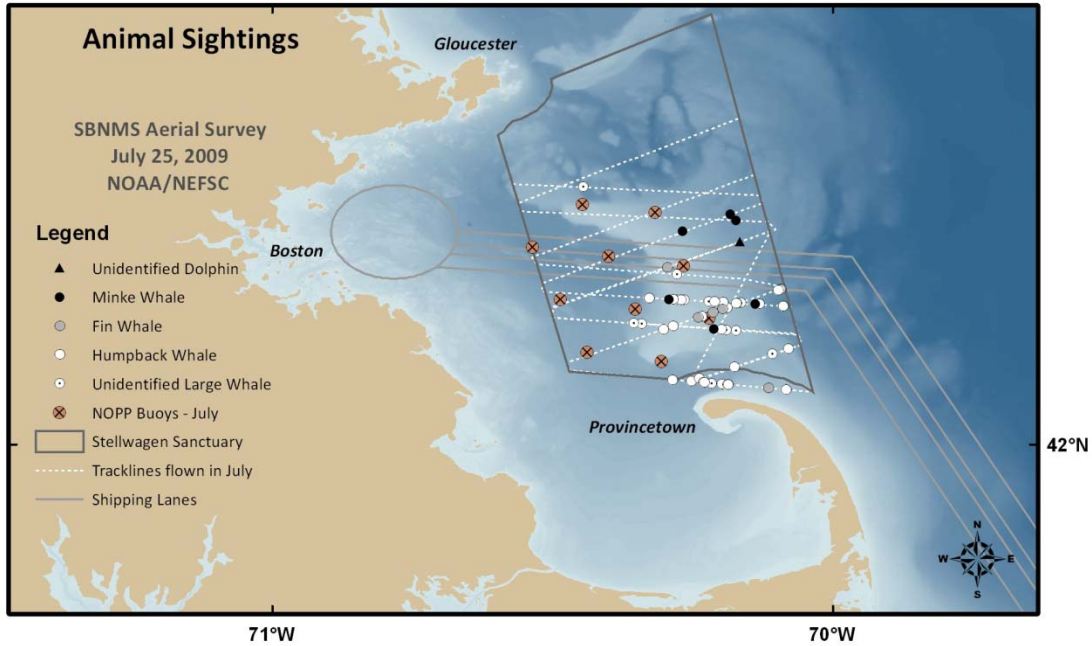 Animal Sightings
Gloucester
SBNMS Aerial Survey
July 25, 2009
NOAA/NEFSC
Legend
Boston
Unidentified Dolphin
Minke Whale
Fin Whale
Humpback Whale
Unidentified Large Whale
NOPP Buoys - July
Provincetown
Stellwagen Sanctuary
42°N
Tracklines flown in July
Shipping Lanes
N
W E
S
71°W
70°W